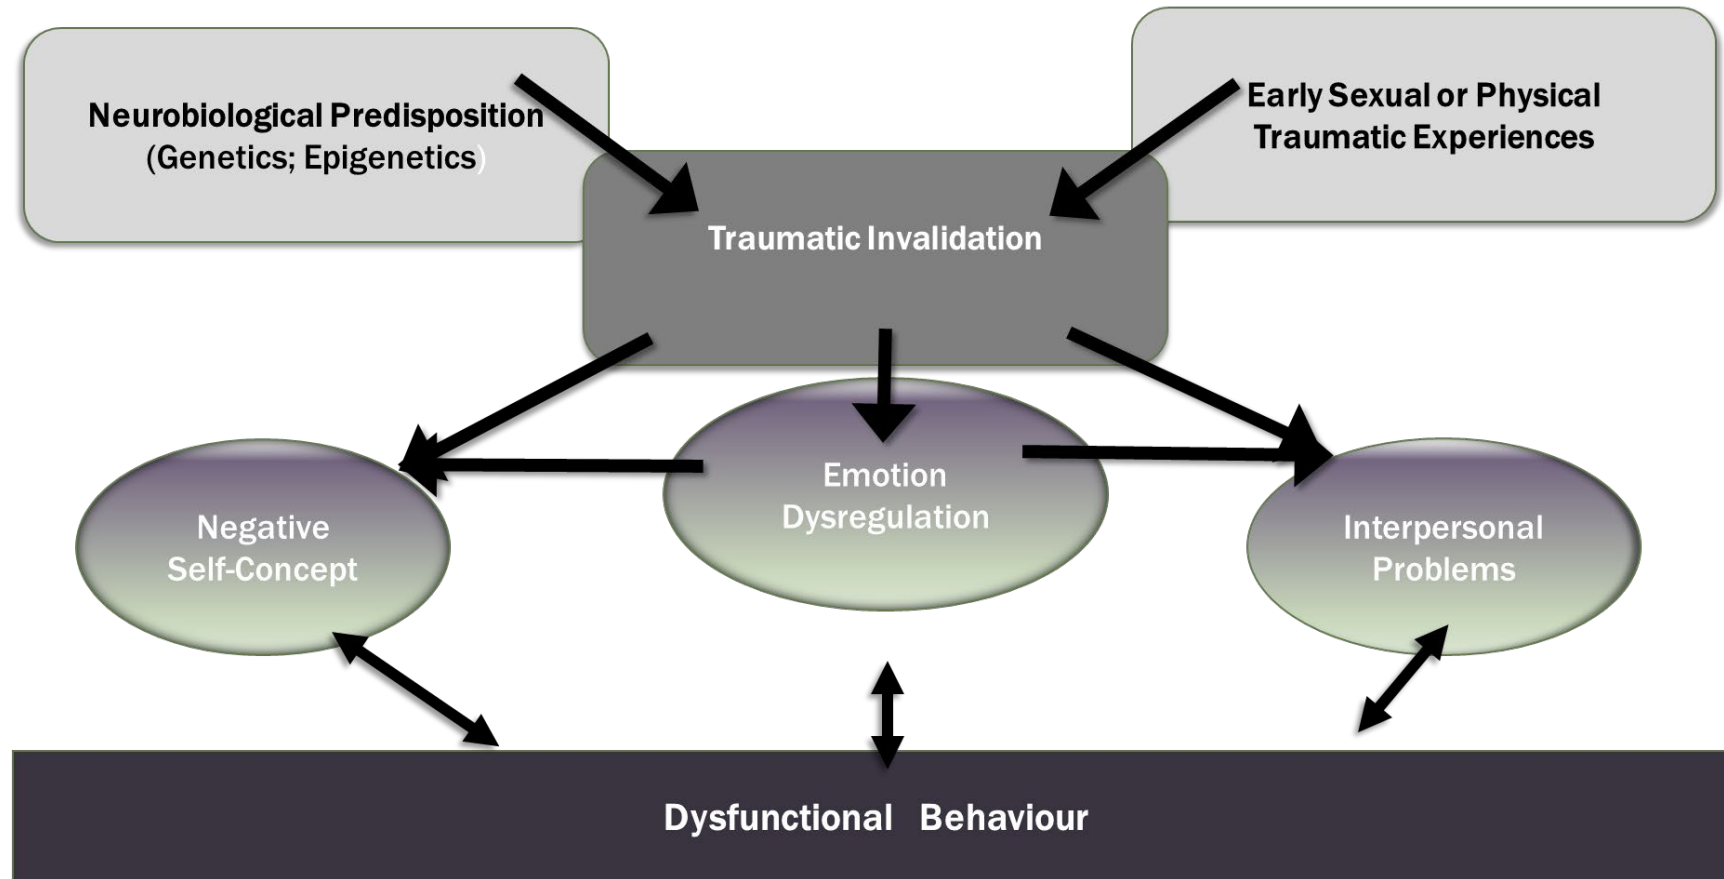 Neurobiological Predisposition
(Genetics; Epigenetics)
Early Sexual or Physical
Traumatic Experiences
Traumatic Invalidation
Emotion
Dysregulation
Negative
Self-Concept
Interpersonal
Problems
Dysfunctional Behaviour